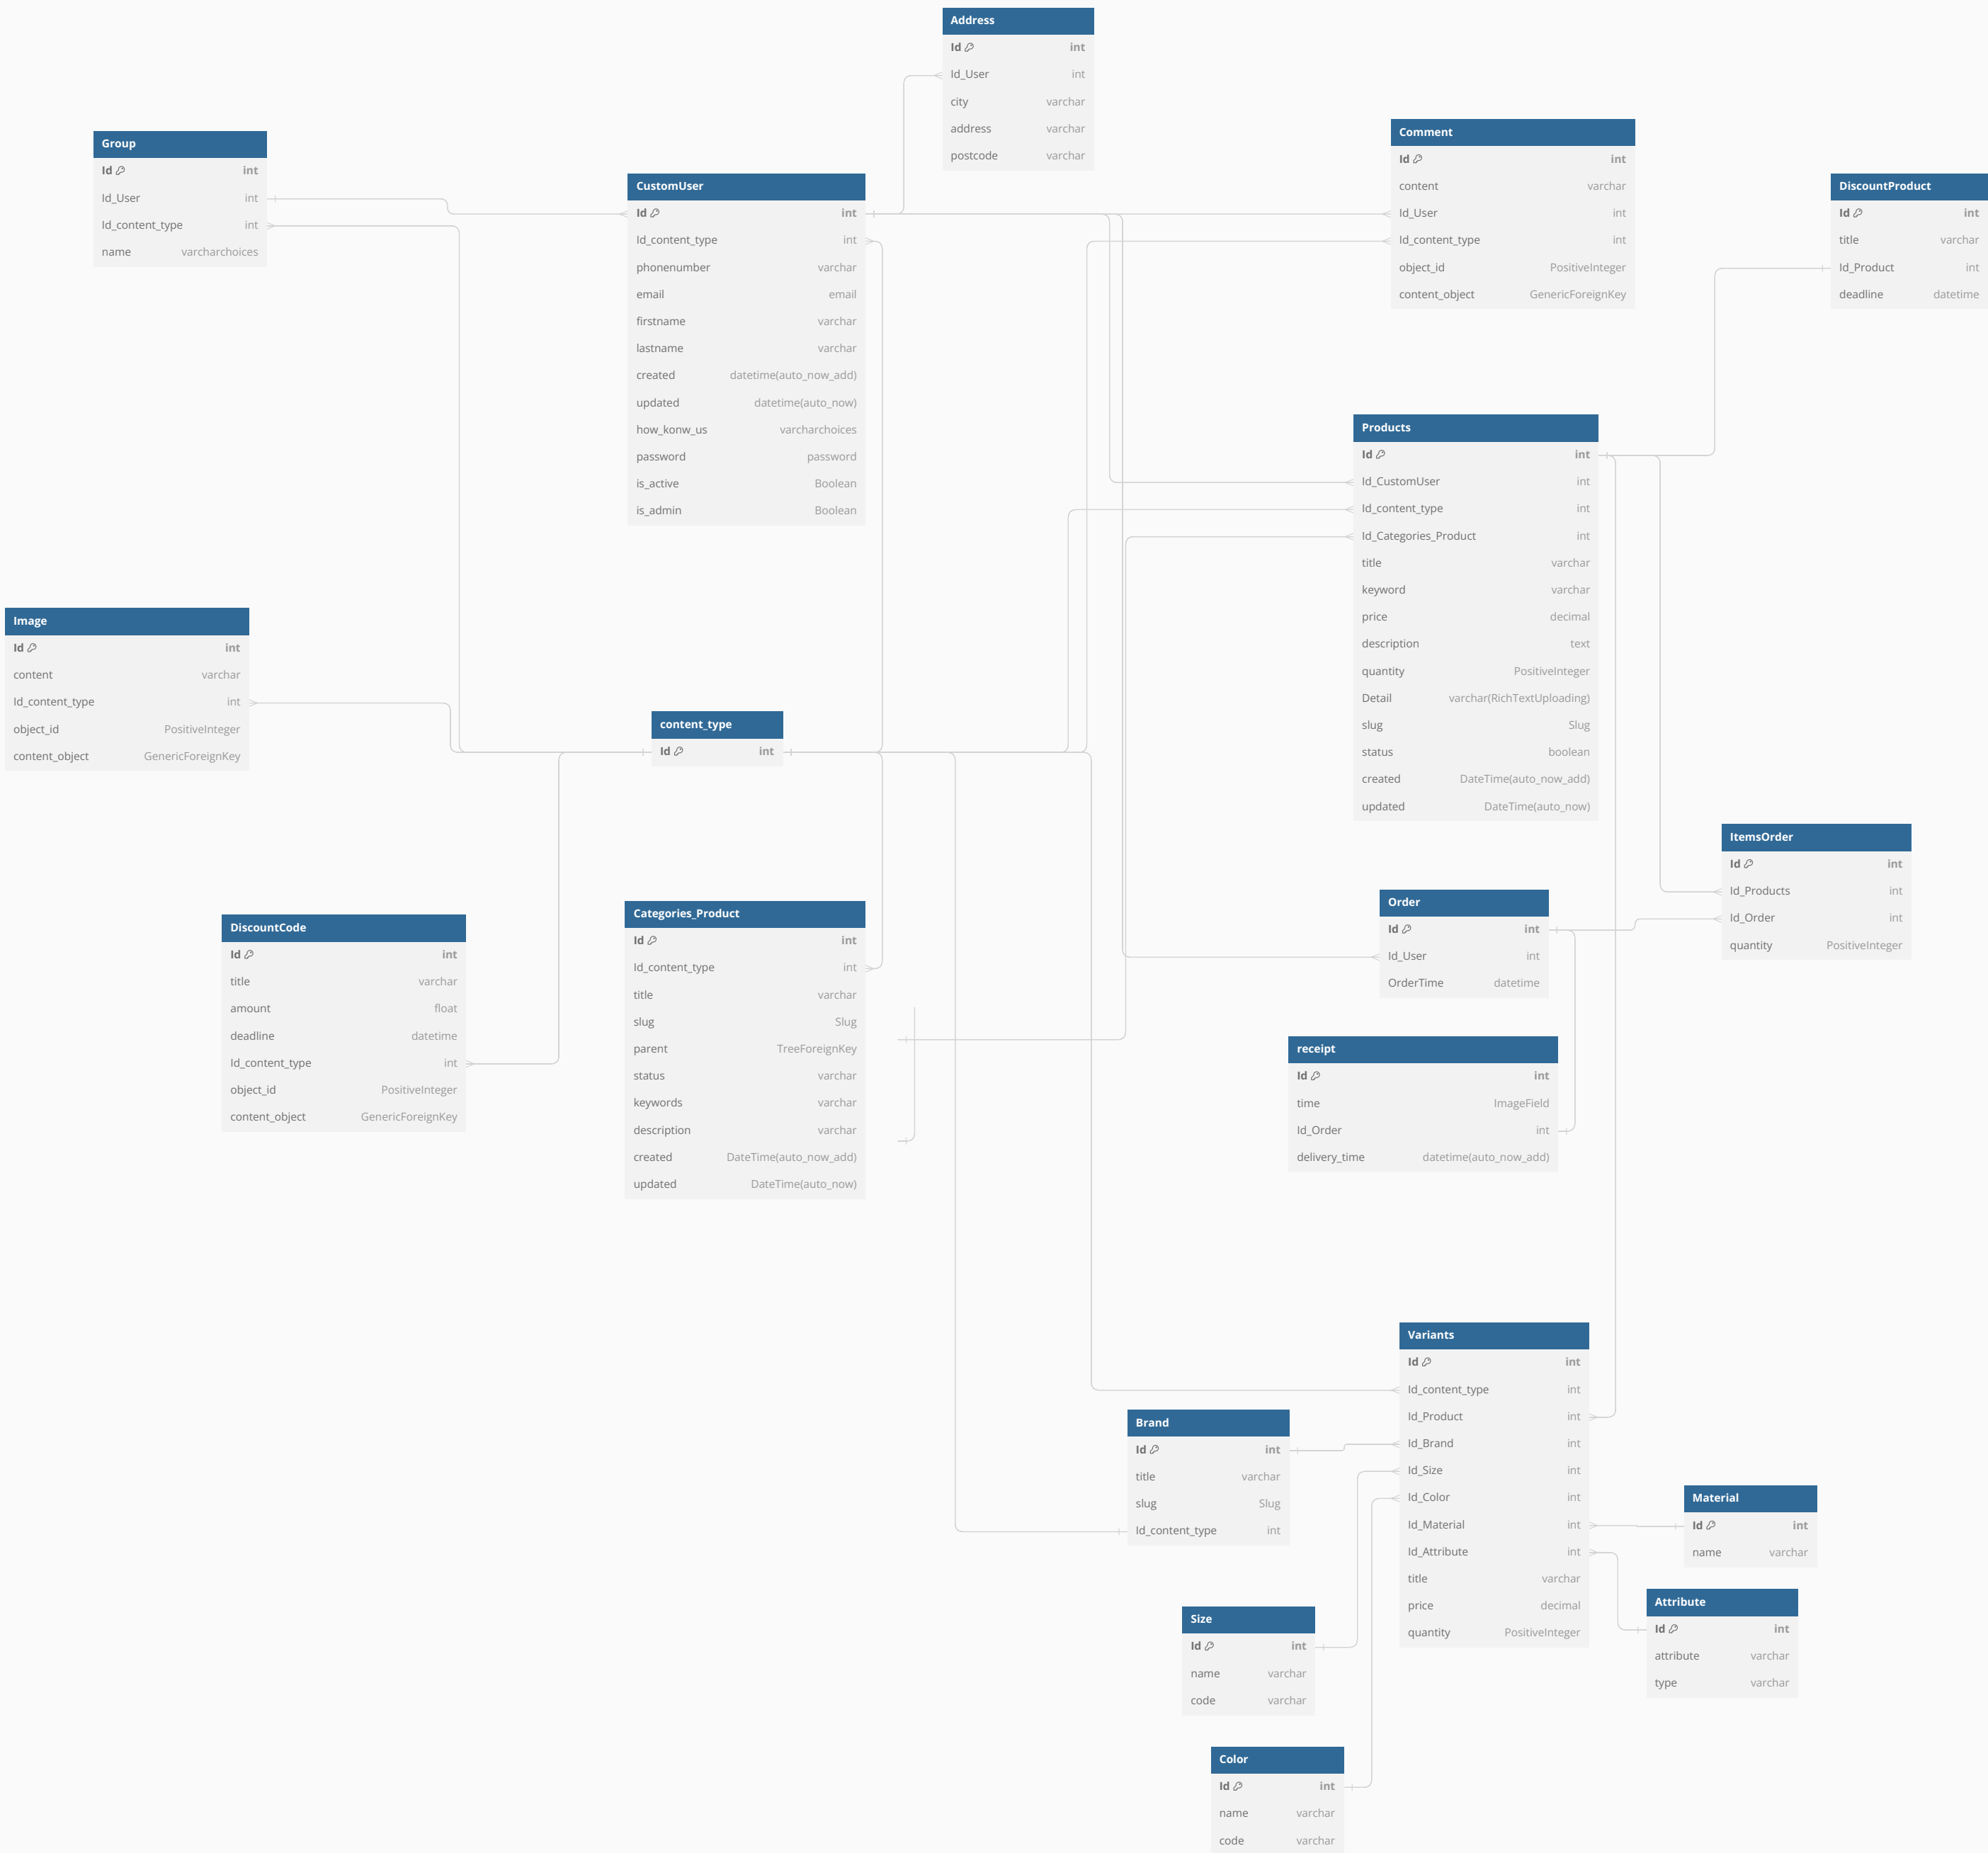 Address
Id int
Id_User int
city varchar
address varchar
postcode varchar
Group
Id int
Id_User int
Id_content_type int
name varcharchoices
CustomUser
Id int
Id_content_type int
phonenumber varchar
email email
firstname varchar
lastname varchar
created datetime(auto_now_add)
updated datetime(auto_now)
how_konw_us varcharchoices
password password
is_active Boolean
is_admin Boolean
Comment
Id int
content varchar
Id_User int
Id_content_type int
object_id PositiveInteger
content_object GenericForeignKey
DiscountProduct
Id int
title varchar
Id_Product int
deadline datetime
Products
Id int
Id_CustomUser int
Id_content_type int
Id_Categories_Product int
title varchar
keyword varchar
price decimal
description text
quantity PositiveInteger
Detail varchar(RichTextUploading)
slug Slug
status boolean
created DateTime(auto_now_add)
updated DateTime(auto_now)
Image
Id int
content varchar
Id_content_type int
object_id PositiveInteger
content_object GenericForeignKey
content_type
Id int
ItemsOrder
Id int
Id_Products int
Id_Order int
quantity PositiveInteger
DiscountCode
Id int
title varchar
amount float
deadline datetime
Id_content_type int
object_id PositiveInteger
content_object GenericForeignKey
Categories_Product
Id int
Id_content_type int
title varchar
slug Slug
parent TreeForeignKey
status varchar
keywords varchar
description varchar
created DateTime(auto_now_add)
updated DateTime(auto_now)
Order
Id int
Id_User int
OrderTime datetime
receipt
Id int
time ImageField
Id_Order int
delivery_time datetime(auto_now_add)
Variants
Id int
Id_content_type int
Id_Product int
Id_Brand int
Id_Size int
Id_Color int
Id_Material int
Id_Attribute int
title varchar
price decimal
quantity PositiveInteger
Brand
Id int
title varchar
slug Slug
Id_content_type int
Material
Id int
name varchar
Attribute
Id int
attribute varchar
type varchar
Size
Id int
name varchar
code varchar
Color
Id int
name varchar
code varchar